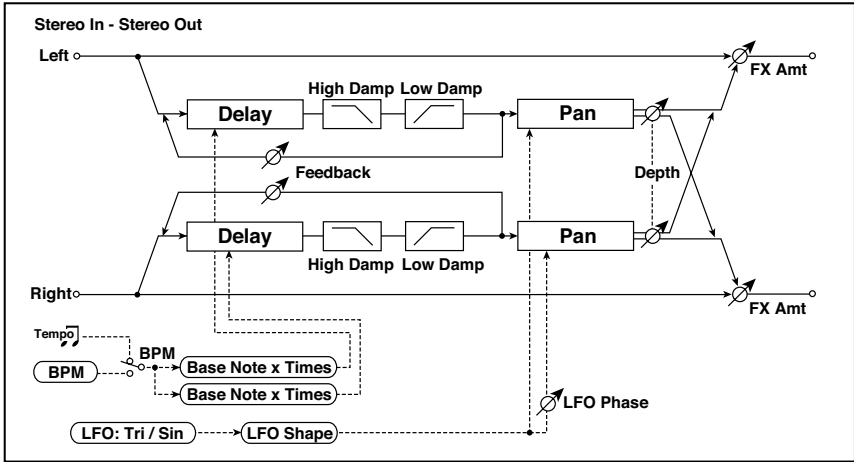 Stereo In - Stereo Out
Left
FX Amt
High Damp Low Damp
Delay
Pan
Feedback
Depth
Delay
Pan
High Damp Low Damp
Right
FX Amt
Tempo
BPM
BPM
Base Note x Times
Base Note x Times
LFO Phase
LFO: Tri / Sin
LFO Shape